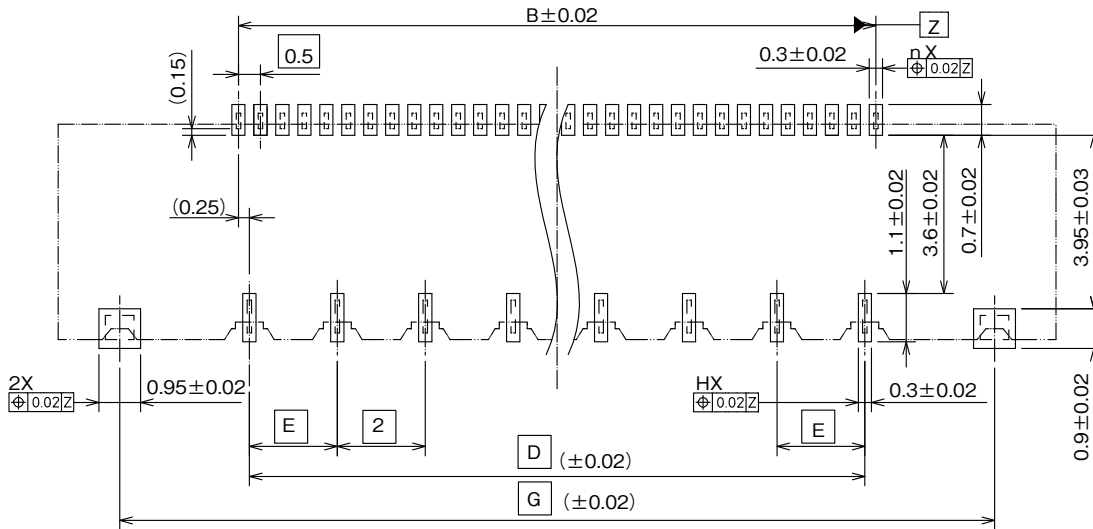 B±0.02
Z
0.5
0.3±0.02
nX
⌖ 0.02 Z
(0.15)
(0.25)
1.1±0.02
3.6±0.02
0.7±0.02
3.95±0.03
2X
⌖ 0.02 Z
0.95±0.02
HX
⌖ 0.02 Z
0.3±0.02
0.9±0.02
E
2
E
D (±0.02)
G (±0.02)